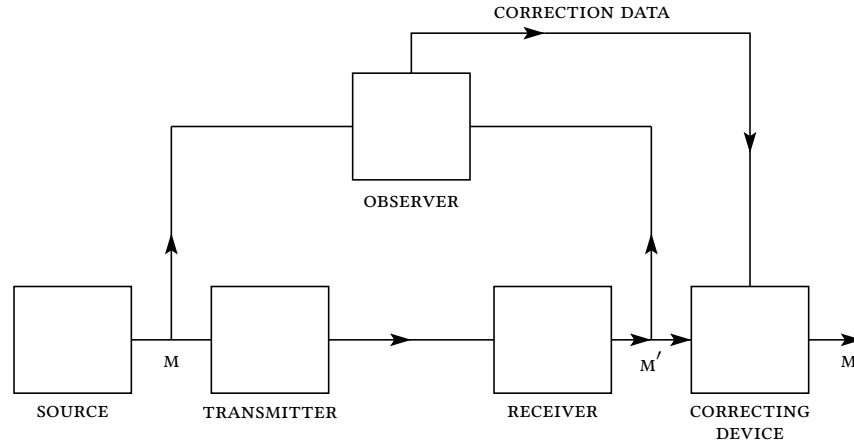 CORRECTION DATA
OBSERVER
M
M′
M
SOURCE
TRANSMITTER
RECEIVER
CORRECTING
DEVICE